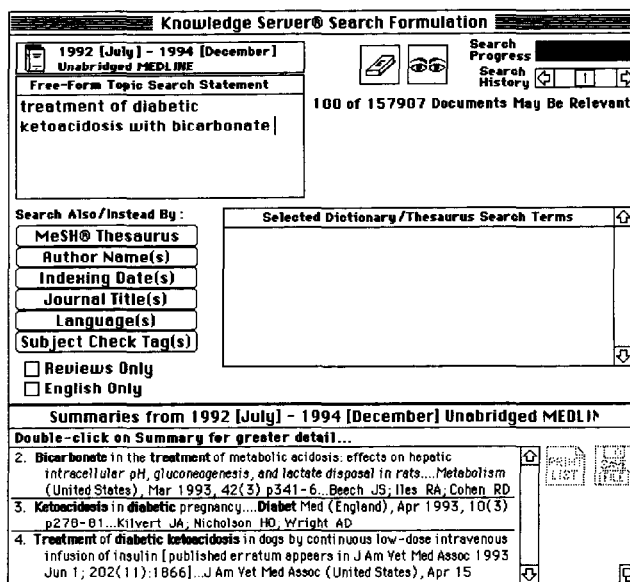 Knowledge Server® Search Formulation
1992 [July] - 1994 [December]
Unabridged MEDLINE
Search
Progress
Search
History
Free-Form Topic Search Statement
treatment of diabetic
ketoacidosis with bicarbonate
100 of 157907 Documents May Be Relevant
Search Also/Instead By:
MeSH® Thesaurus
Author Name(s)
Indexing Date(s)
Journal Title(s)
Language(s)
Subject Check Tag(s)
Reviews Only
English Only
Selected Dictionary/Thesaurus Search Terms
Summaries from 1992 [July] - 1994 [December] Unabridged MEDLIN
Double-click on Summary for greater detail...
2. Bicarbonate in the treatment of metabolic acidosis: effects on hepatic
intracellular pH, gluconeogenesis, and lactate disposal in rats....Metabolism
(United States), Mar 1993, 42(3) p341-6...Beech JS; Iles RA; Cohen RD
3. Ketoacidosis in diabetic pregnancy....Diabet Med (England), Apr 1993, 10(3)
p278-81...Kilvert JA; Nicholson HO; Wright AD
4. Treatment of diabetic ketoacidosis in dogs by continuous low-dose intravenous
infusion of insulin [published erratum appears in J Am Vet Med Assoc 1993
Jun 1; 202(11):1866]...J Am Vet Med Assoc (United States), Apr 15
PRINT
LIST
FILE